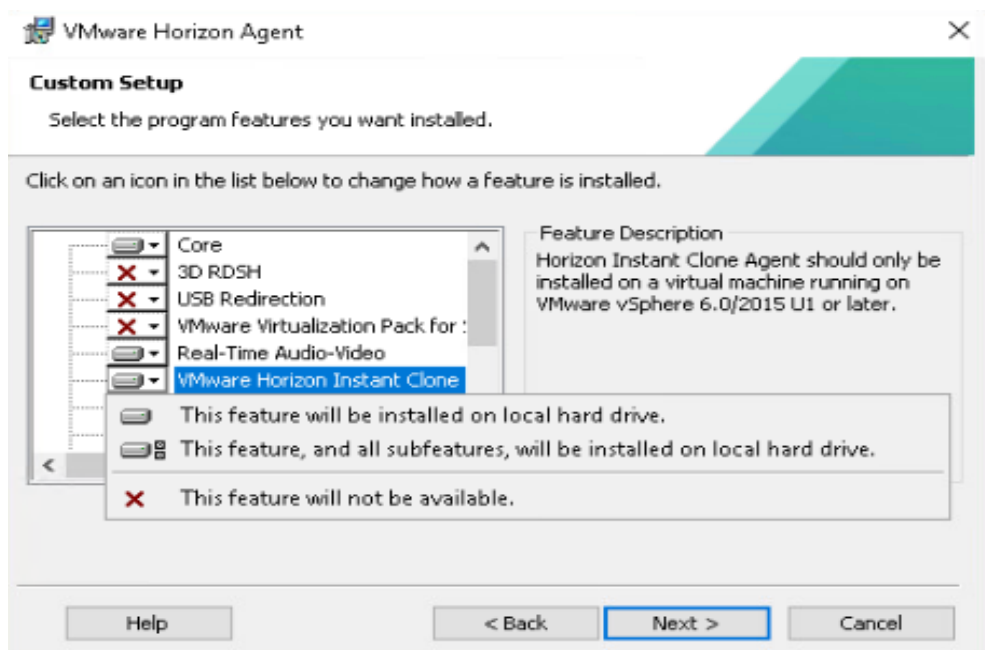 VMware Horizon Agent
Custom Setup
Select the program features you want installed.
Click on an icon in the list below to change how a feature is installed.
Core
3D RDSH
USB Redirection
VMware Virtualization Pack for
Real-Time Audio-Video
VMware Horizon Instant Clone
Feature Description
Horizon Instant Clone Agent should only be
installed on a virtual machine running on
VMware vSphere 6.0/2015 U1 or later.
This feature will be installed on local hard drive.
This feature, and all subfeatures, will be installed on local hard drive.
This feature will not be available.
Help
< Back
Next >
Cancel